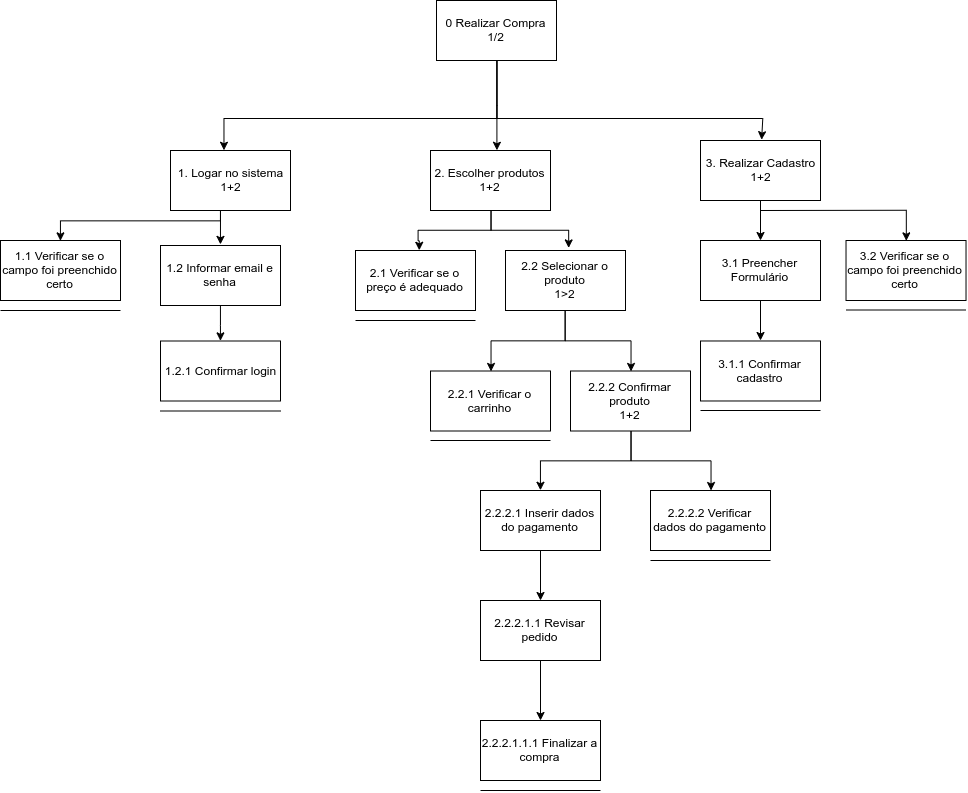 0 Realizar Compra
1/2
1. Logar no sistema
1+2
2. Escolher produtos
1+2
3. Realizar Cadastro
1+2
1.1 Verificar se o
campo foi preenchido
certo
1.2 Informar email e
senha
2.1 Verificar se o
preço é adequado
2.2 Selecionar o
produto
1>2
3.1 Preencher
Formulário
3.2 Verificar se o
campo foi preenchido
certo
1.2.1 Confirmar login
2.2.1 Verificar o
carrinho
2.2.2 Confirmar
produto
1+2
3.1.1 Confirmar
cadastro
2.2.2.1 Inserir dados
do pagamento
2.2.2.2 Verificar
dados do pagamento
2.2.2.1.1 Revisar
pedido
2.2.2.1.1.1 Finalizar a
compra